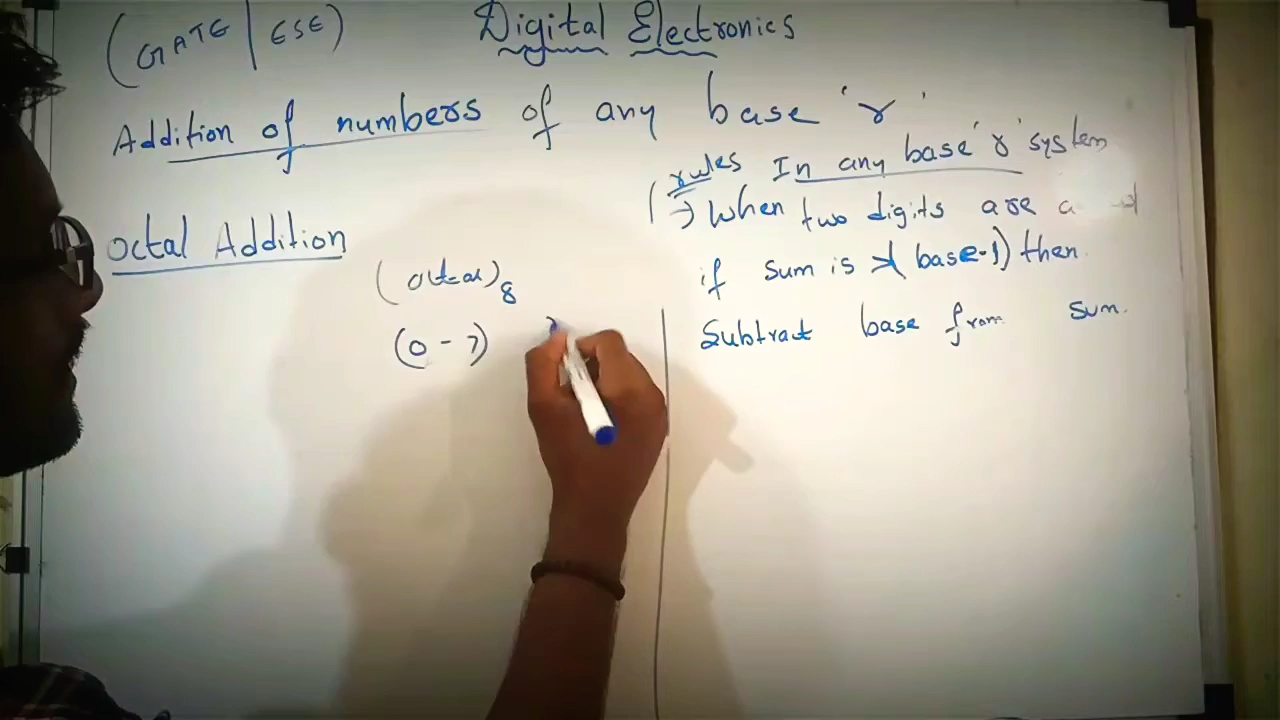 (GATE | ESE)
Digital Electronics
Addition of numbers of any base 'r'
(rules In any base 'r' system
→ When two digits are
if sum is > (base-1) then
Subtract base from sum.
Octal Addition
(octal)8
(0-7)